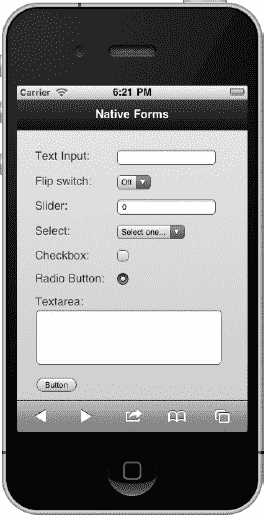 Carrier 6:21 PM
Native Forms
Text Input:
Flip switch: Off
Slider: 0
Select: Select one...
Checkbox:
Radio Button:
Textarea:
Button